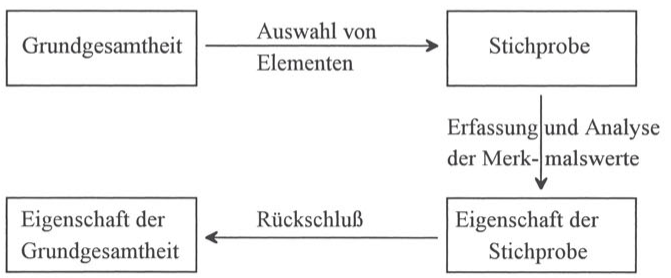 Grundgesamtheit
Auswahl von
Elementen
Stichprobe
Erfassung und Analyse
der Merk- malswerte
Eigenschaft der
Grundgesamtheit
Rückschluß
Eigenschaft der
Stichprobe